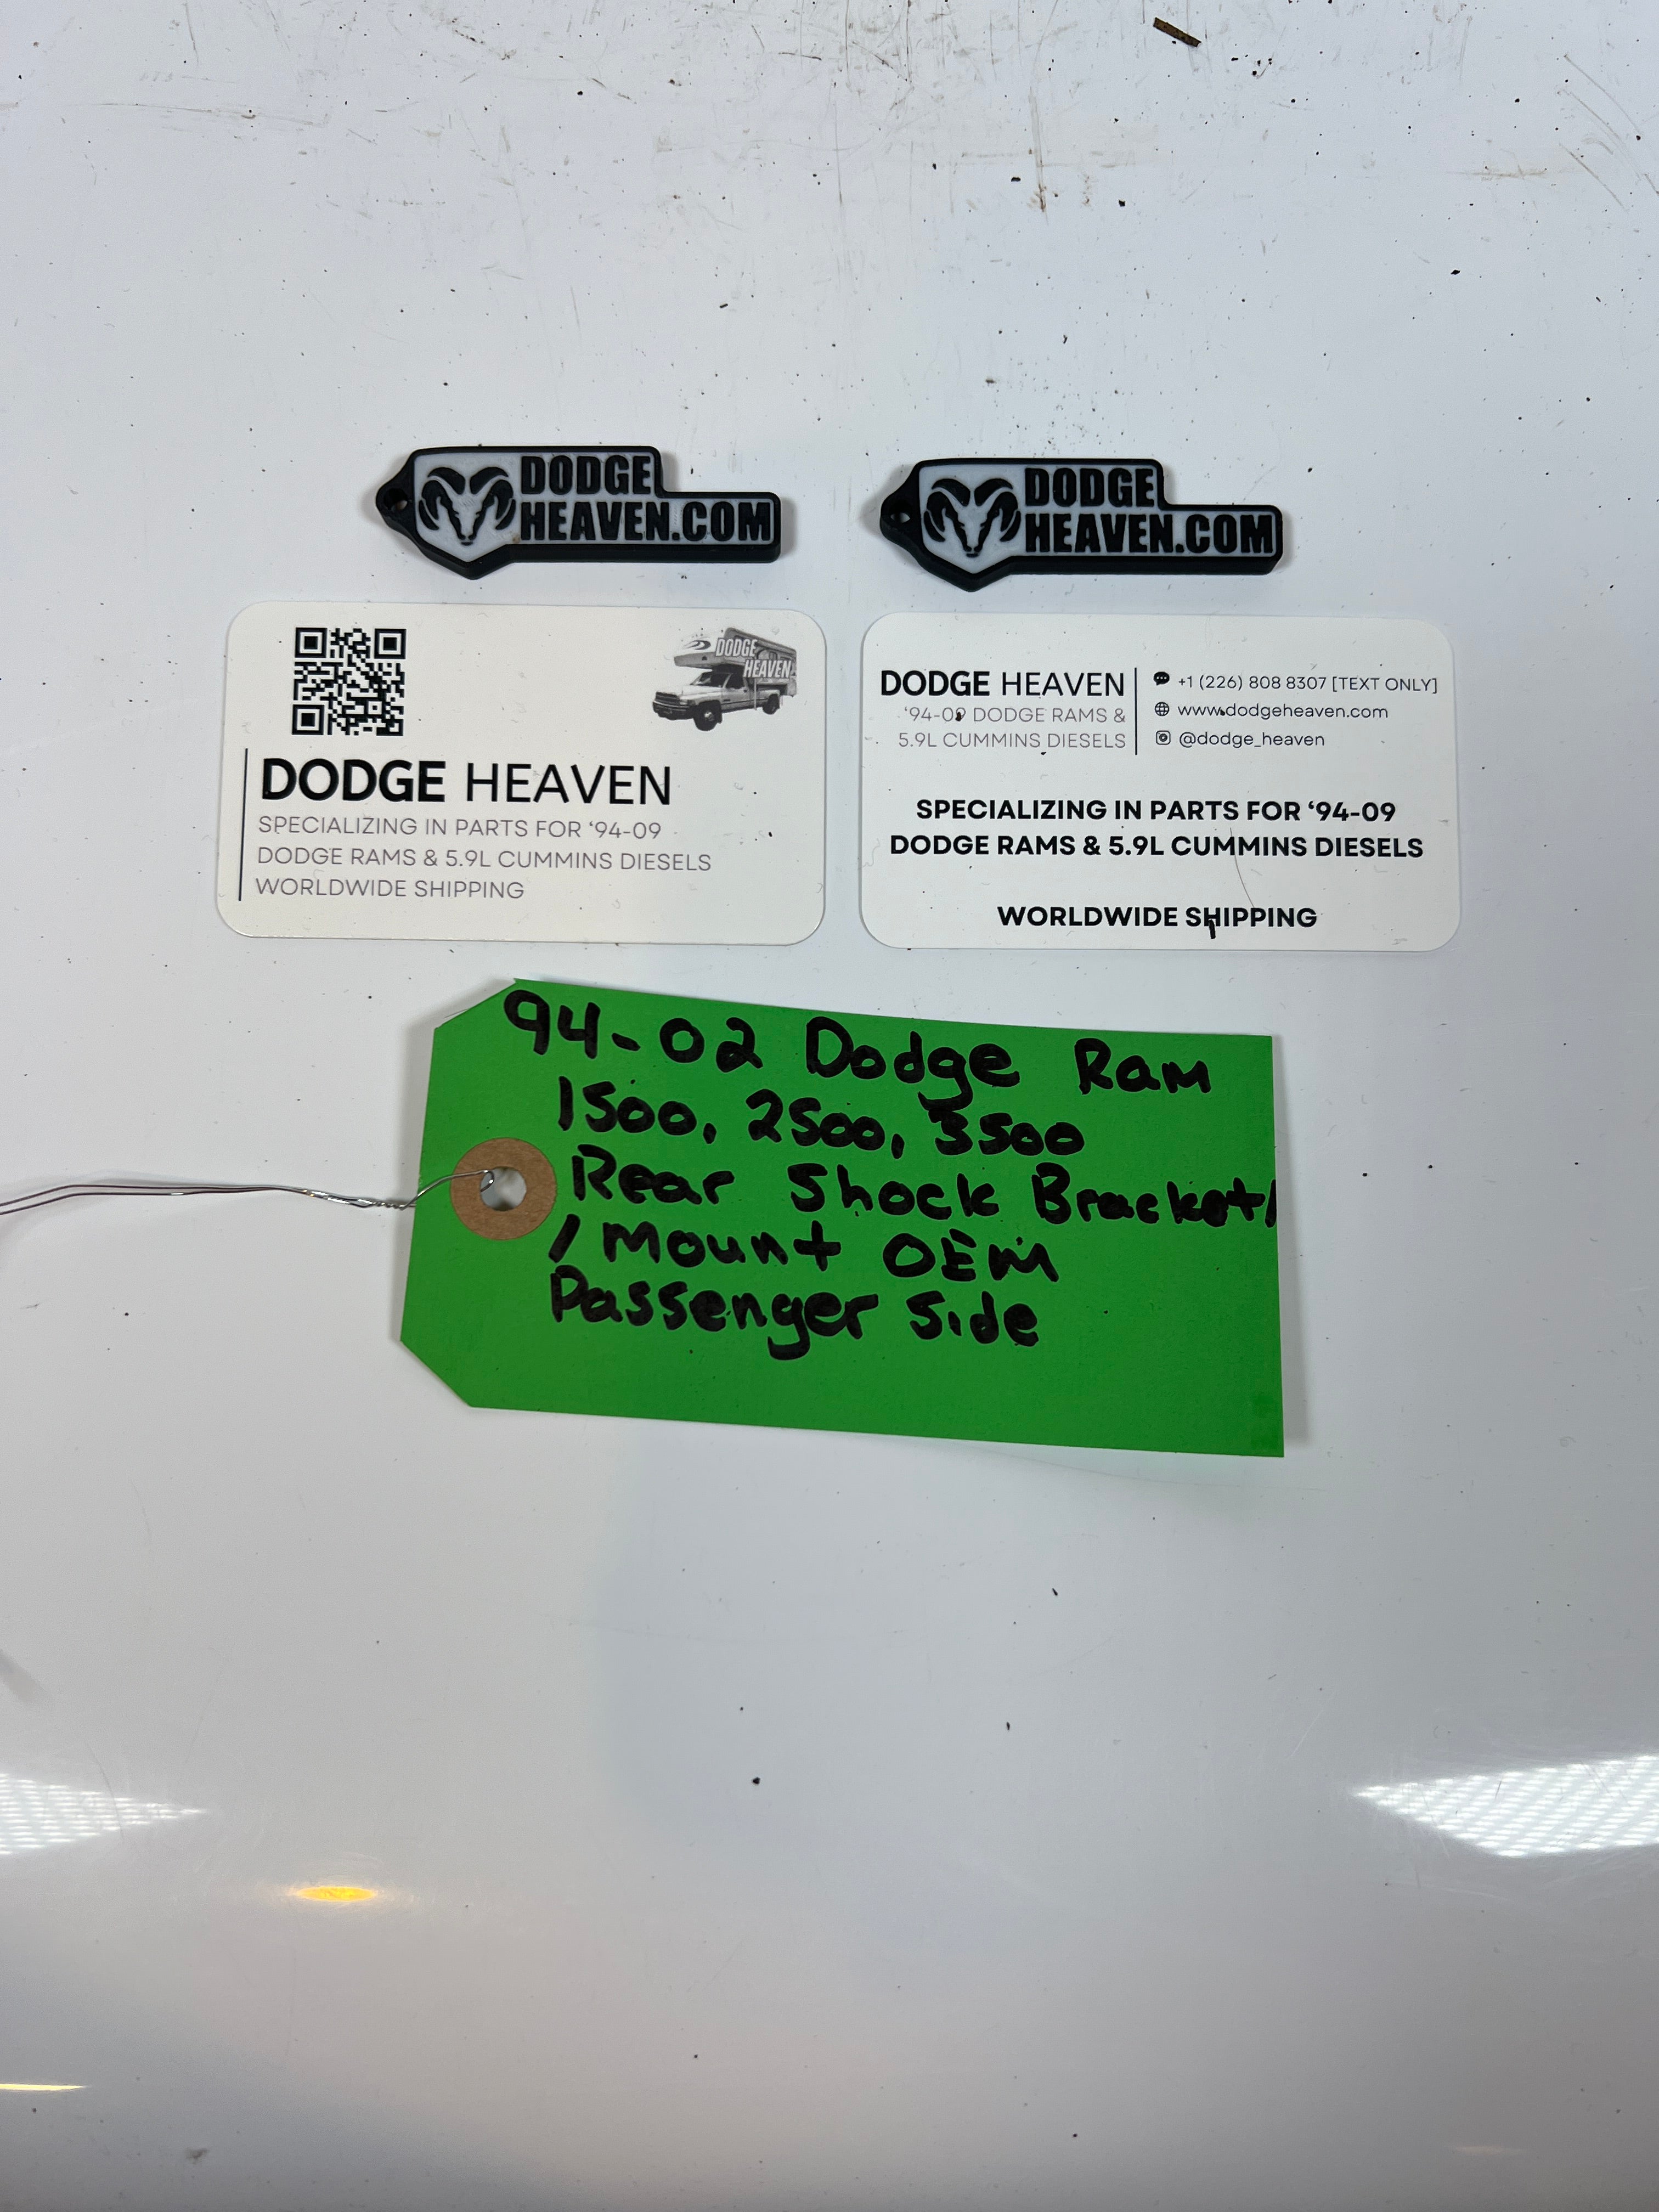 DODGE
HEAVEN.COM
DODGE
HEAVEN.COM
DODGE
HEAVEN
DODGE HEAVEN
SPECIALIZING IN PARTS FOR ‘94-09
DODGE RAMS & 5.9L CUMMINS DIESELS
WORLDWIDE SHIPPING
DODGE HEAVEN
‘94-09 DODGE RAMS &
5.9L CUMMINS DIESELS
+1 (226) 808 8307 [TEXT ONLY]
www.dodgeheaven.com
@dodge_heaven
SPECIALIZING IN PARTS FOR ‘94-09
DODGE RAMS & 5.9L CUMMINS DIESELS
WORLDWIDE SHIPPING
94-02 Dodge Ram
1500, 2500, 3500
Rear Shock Bracket/
/Mount OEM
Passenger Side